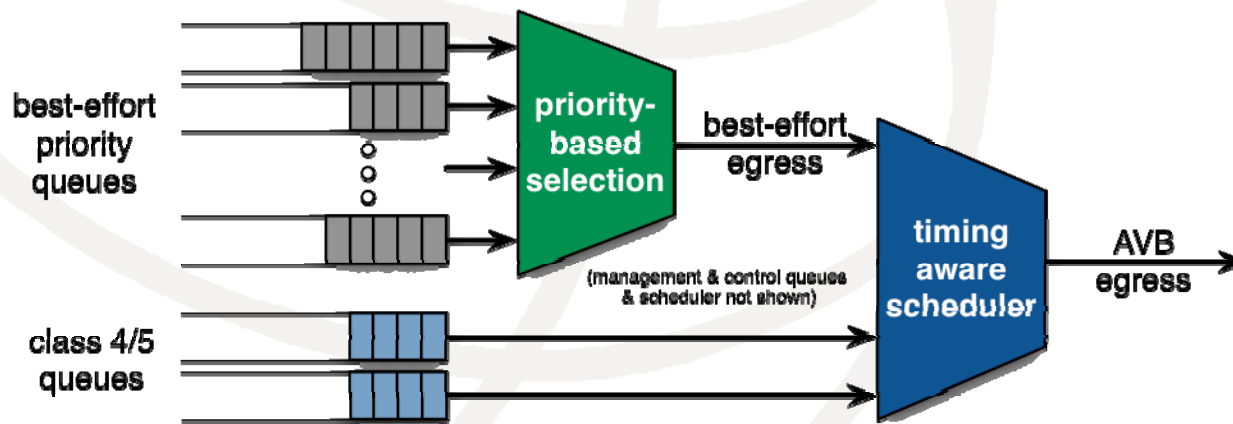 best-effort
priority
queues
priority-
based
selection
best-effort
egress
timing
aware
scheduler
AVB
egress
(management & control queues
& scheduler not shown)
class 4/5
queues